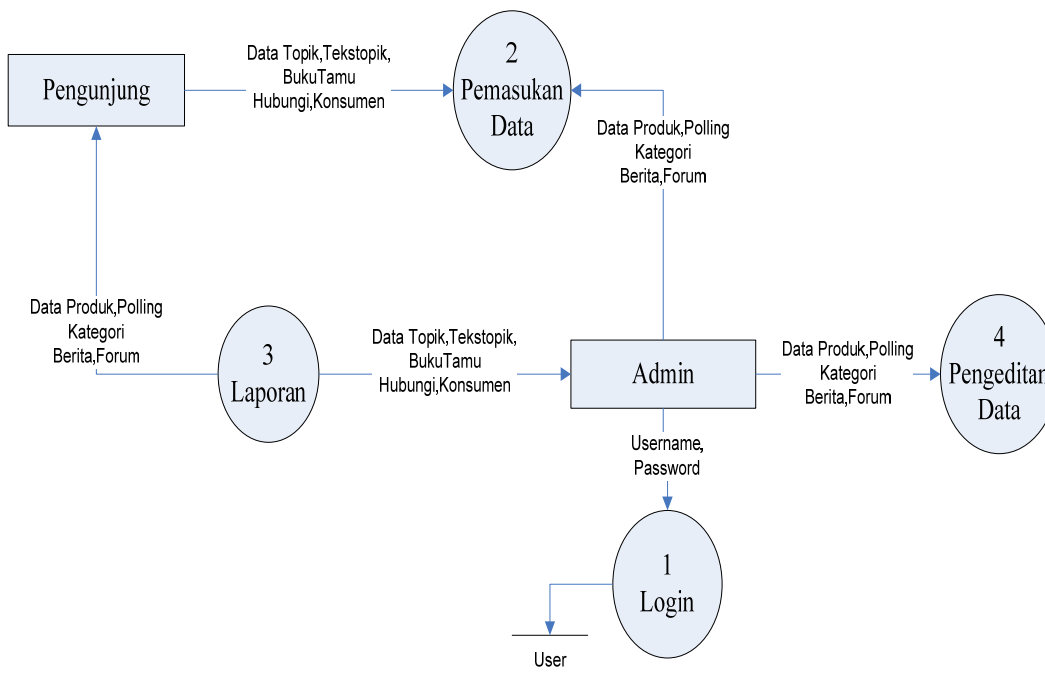 Pengunjung
Data Topik,Tekstopik,
BukuTamu
Hubungi,Konsumen
2
Pemasukan
Data
Data Produk,Polling
Kategori
Berita,Forum
Data Produk,Polling
Kategori
Berita,Forum
3
Laporan
Data Topik,Tekstopik,
BukuTamu
Hubungi,Konsumen
Admin
Data Produk,Polling
Kategori
Berita,Forum
4
Pengeditan
Data
Username,
Password
1
Login
User